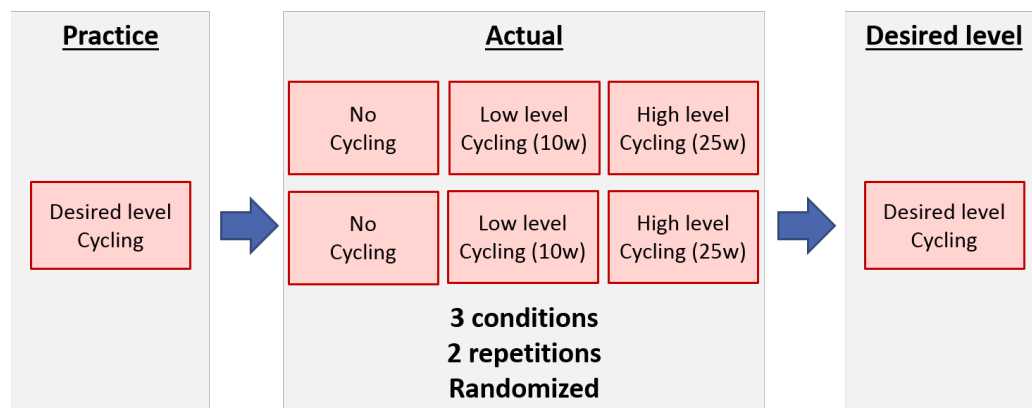 Practice
Desired level
Cycling
Actual
No
Cycling
Low level
Cycling (10w)
High level
Cycling (25w)
No
Cycling
Low level
Cycling (10w)
High level
Cycling (25w)
3 conditions
2 repetitions
Randomized
Desired level
Desired level
Cycling